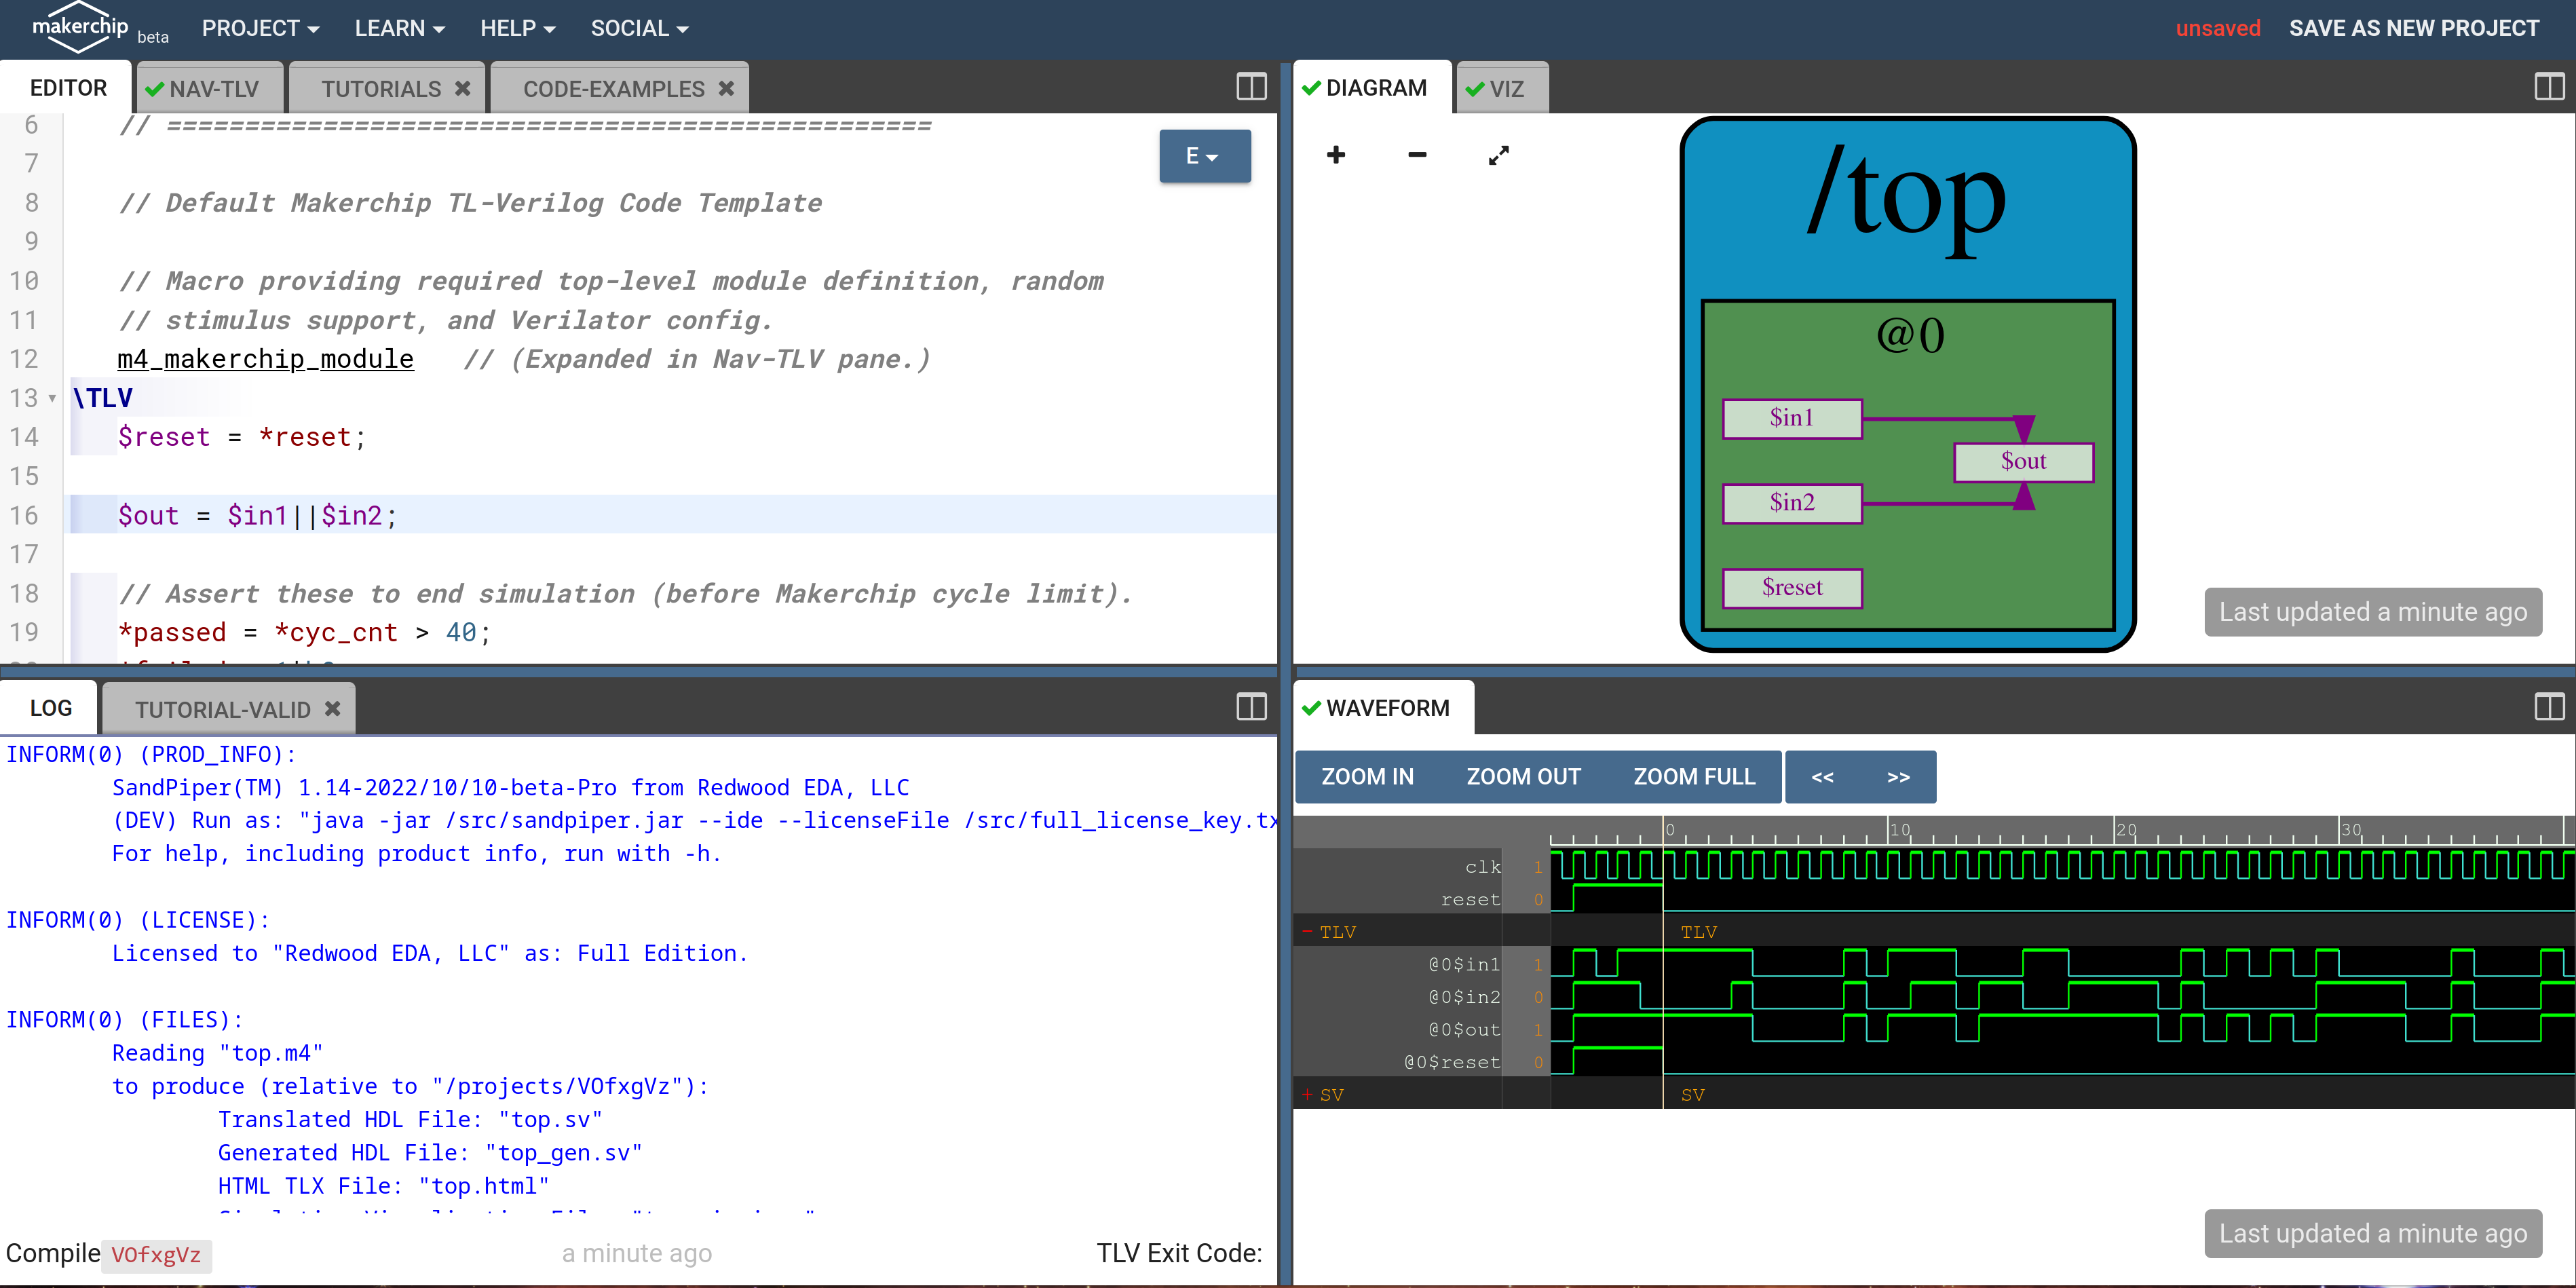 makerchip beta PROJECT LEARN HELP SOCIAL unsaved SAVE AS NEW PROJECT
EDITOR NAV-TLV TUTORIALS CODE-EXAMPLES
6 // =================================================
7
8 // Default Makerchip TL-Verilog Code Template
9
10 // Macro providing required top-level module definition, random
11 // stimulus support, and Verilator config.
12 m4_makerchip_module // (Expanded in Nav-TLV pane.)
13 \TLV
14 $reset = *reset;
15
16 $out = $in1||$in2;
17
18 // Assert these to end simulation (before Makerchip cycle limit).
19 *passed = *cyc_cnt > 40;
E
DIAGRAM VIZ
/top
@0
$in1
$out
$in2
$reset
Last updated a minute ago
LOG TUTORIAL-VALID
INFORM(0) (PROD_INFO):
SandPiper(TM) 1.14-2022/10/10-beta-Pro from Redwood EDA, LLC
(DEV) Run as: "java -jar /src/sandpiper.jar --ide --licenseFile /src/full_license_key.tx
For help, including product info, run with -h.
INFORM(0) (LICENSE):
Licensed to "Redwood EDA, LLC" as: Full Edition.
INFORM(0) (FILES):
Reading "top.m4"
to produce (relative to "/projects/VOfxgVz"):
Translated HDL File: "top.sv"
Generated HDL File: "top_gen.sv"
HTML TLX File: "top.html"
Compile VOfxgVz a minute ago TLV Exit Code:
WAVEFORM
ZOOM IN ZOOM OUT ZOOM FULL << >>
0 10 20 30
clk 1
reset 0
- TLV TLV
@0$in1 1
@0$in2 0
@0$out 1
@0$reset 0
+ SV SV
Last updated a minute ago